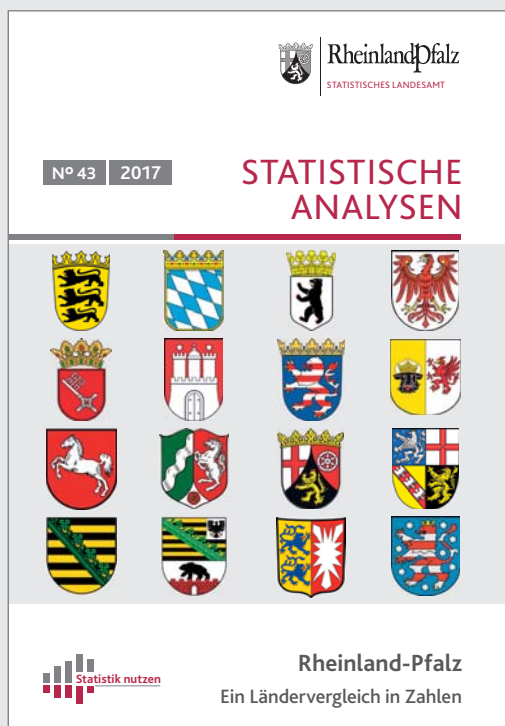 RheinlandPfalz
STATISTISCHES LANDESAMT
Nº 43 2017
STATISTISCHE
ANALYSEN
Statistik nutzen
Rheinland-Pfalz
Ein Ländervergleich in Zahlen